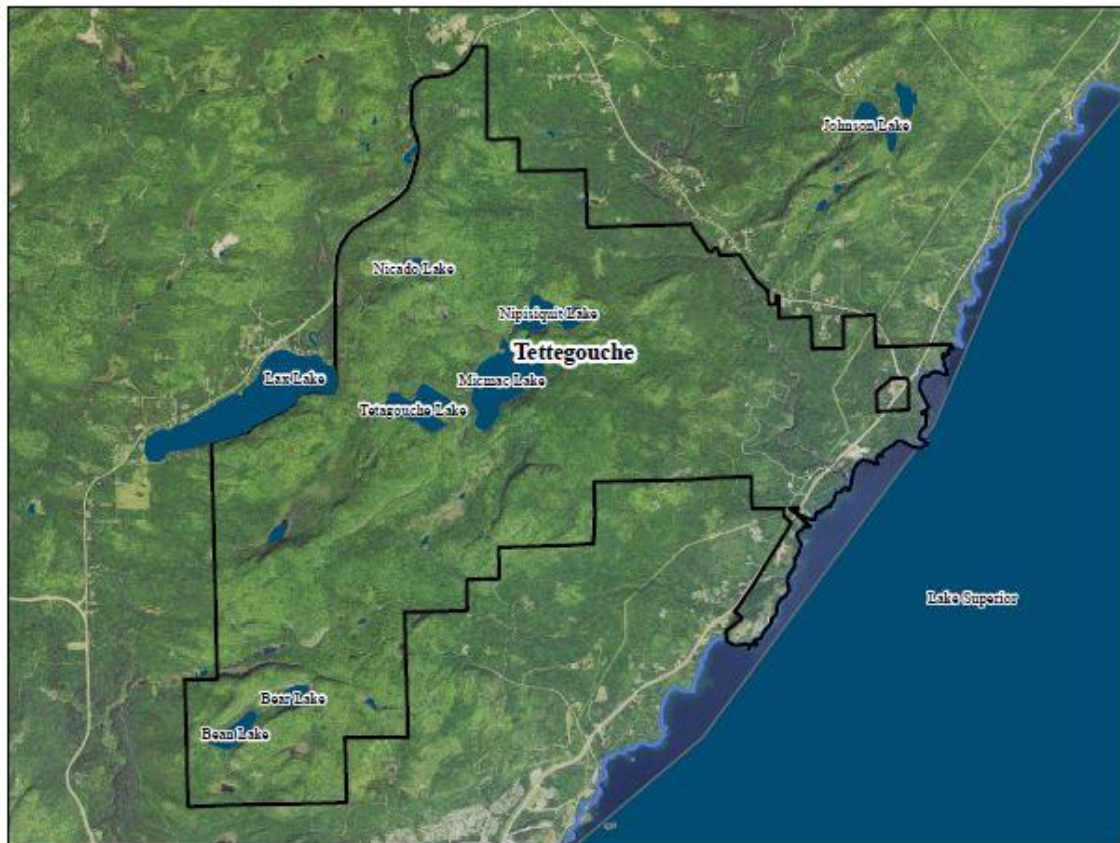 Johnson Lake
Nicado Lake
Nipisiquit Lake
Tettegouche
Lax Lake
Micmac Lake
Tetagouche Lake
Lake Superior
Bear Lake
Bean Lake